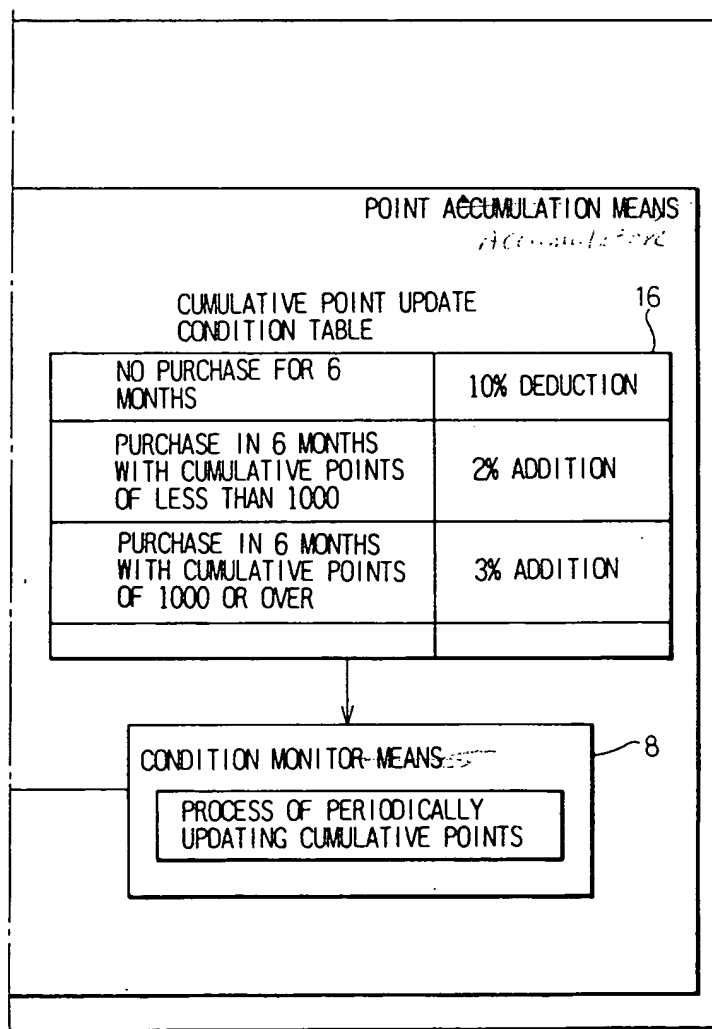 POINT ACCUMULATION MEANS
CUMULATIVE POINT UPDATE
CONDITION TABLE
16
NO PURCHASE FOR 6
MONTHS
10% DEDUCTION
PURCHASE IN 6 MONTHS
WITH CUMULATIVE POINTS
OF LESS THAN 1000
2% ADDITION
PURCHASE IN 6 MONTHS
WITH CUMULATIVE POINTS
OF 1000 OR OVER
3% ADDITION
CONDITION MONITOR MEANS
8
PROCESS OF PERIODICALLY
UPDATING CUMULATIVE POINTS